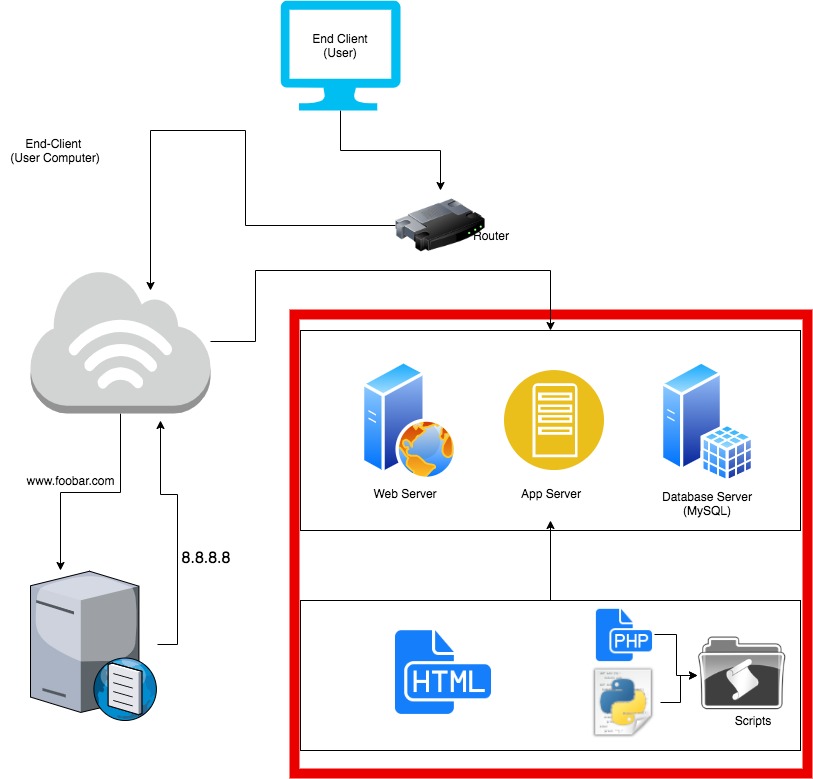 End Client
(User)
End-Client
(User Computer)
Router
Web Server
App Server
Database Server
(MySQL)
www.foobar.com
8.8.8.8
HTML
PHP
Scripts